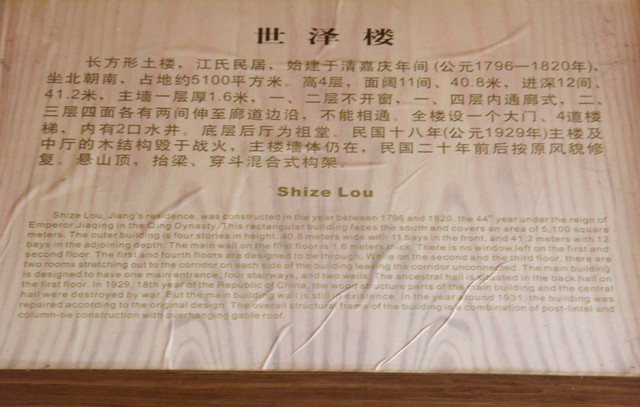 世泽楼
长方形土楼，江氏民居，始建于清嘉庆年间(公元1796—1820年)，
坐北朝南，占地约5100平方米。高4层，面阔11间、40.8米，进深12间、
41.2米，主墙一层厚1.6米，一、二层不开窗，一、四层内通廊式，二、
三层四面各有两间伸至廊道边沿，不能相通。全楼设一个大门、4道楼
梯，内有2口水井。底层后厅为祖堂。民国十八年(公元1929年)主楼及
中厅的木结构毁于战火，主楼墙体仍在，民国二十年前后按原风貌修
复。悬山顶，抬梁、穿斗混合式构架。
Shize Lou
Shize Lou, Jiang's residence, was constructed in the year between 1796 and 1820, the 44th year under the reign of
Emperor Jiaqing in the Qing Dynasty. This rectangular building faces the south and covers an area of 5,100 square
meters. The outer building is four stories in height, 40.8 meters wide with 11 bays in the front, and 41.2 meters with 12
bays in the adjoining depth. The main wall on the first floor is 1.6 meters thick. There is no window left on the first and
second floor. The first and fourth floors are designed to be through. While on the second and the third floor, there are
two rooms stretching out to the corridor on each side of the building leaving the corridor unconnected. The main building
is designed to have one main entrance, four stairways, and two wells. The ancestral hall is situated in the back hall on
the first floor. In 1929, 18th year of the Republic of China, the wood structure parts of the main building and the central
hall were destroyed by war. But the main building wall is still in existence. In the year around 1931, the building was
repaired according to the original design. The overall structural frame of the building is a combination of post-lintel and
column-tie construction with overhanging gable roof.